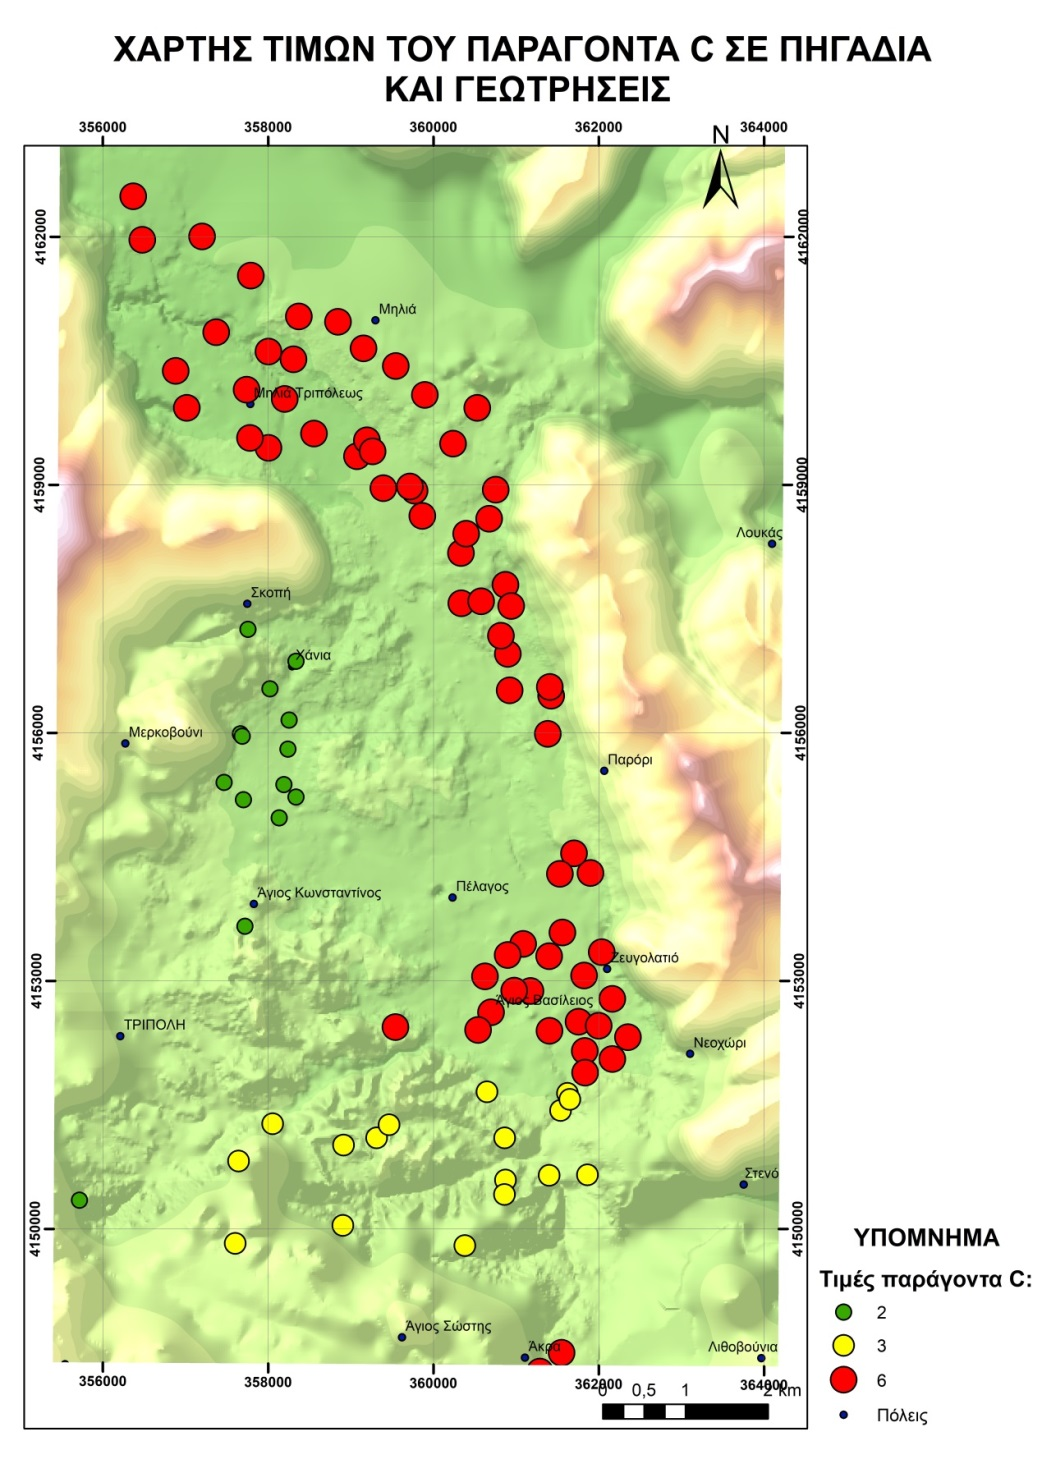 ΧΑΡΤΗΣ ΤΙΜΩΝ ΤΟΥ ΠΑΡΑΓΟΝΤΑ C ΣΕ ΠΗΓΑΔΙΑ
ΚΑΙ ΓΕΩΤΡΗΣΕΙΣ
356000 358000 360000 362000 364000
N
4162000 4162000
Μηλιά
Μηλιά Τριπόλεως
4159000 4159000
Λουκάς
Σκοπή
Χάνια
Μερκοβούνι
4156000 4156000
Παρόρι
Πέλαγος
Άγιος Κωνσταντίνος
Ζευγολατιό
4153000 4153000
Άγιος Βασίλειος
ΤΡΙΠΟΛΗ
Νεοχώρι
Στενό
4150000 4150000
Άγιος Σώστης
Άκρα
Λιθοβούνια
356000 358000 360000 362000 364000
0 0,5 1 2 km
ΥΠΟΜΝΗΜΑ
Τιμές παράγοντα C:
2
3
6
Πόλεις